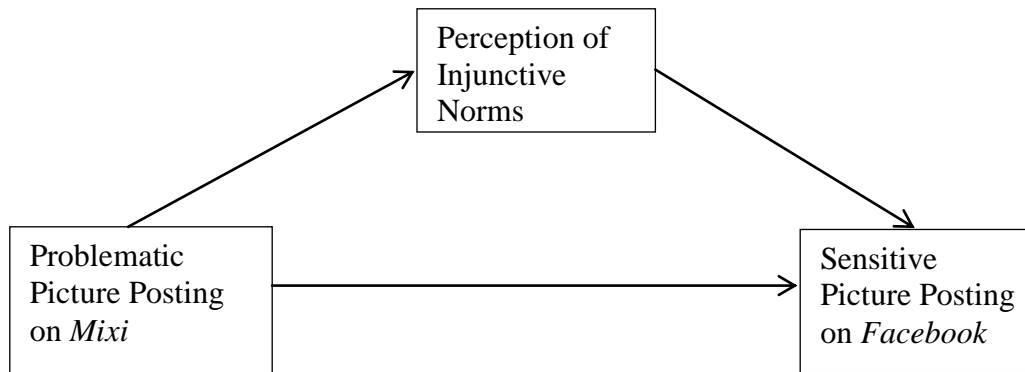 Perception of
Injunctive
Norms
Problematic
Picture Posting
on Mixi
Sensitive
Picture Posting
on Facebook